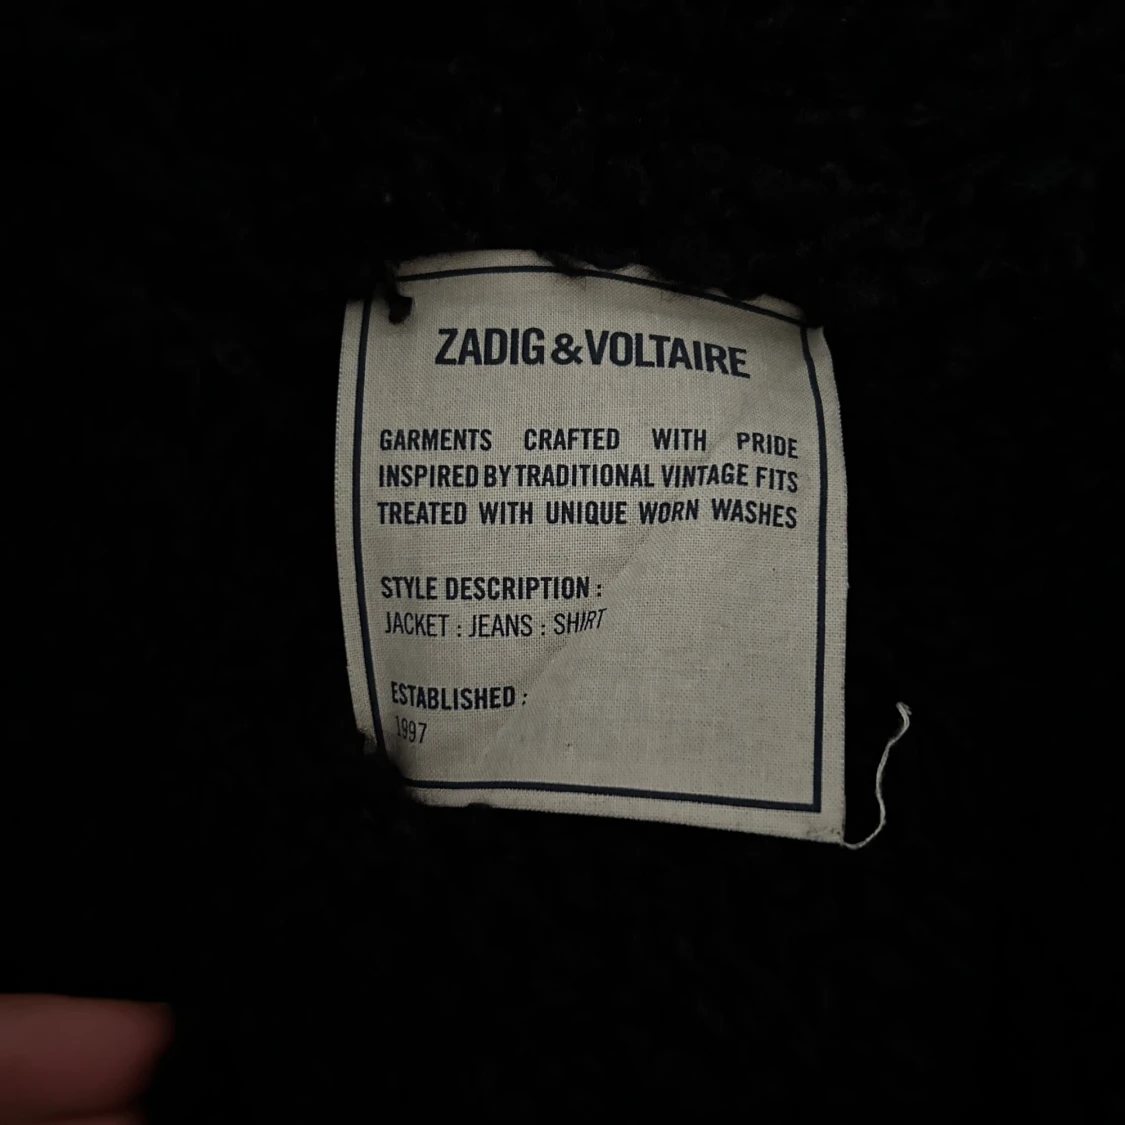 ZADIG&VOLTAIRE
GARMENTS CRAFTED WITH PRIDE
INSPIRED BY TRADITIONAL VINTAGE FITS
TREATED WITH UNIQUE WORN WASHES
STYLE DESCRIPTION :
JACKET : JEANS : SHIRT
ESTABLISHED :
1997